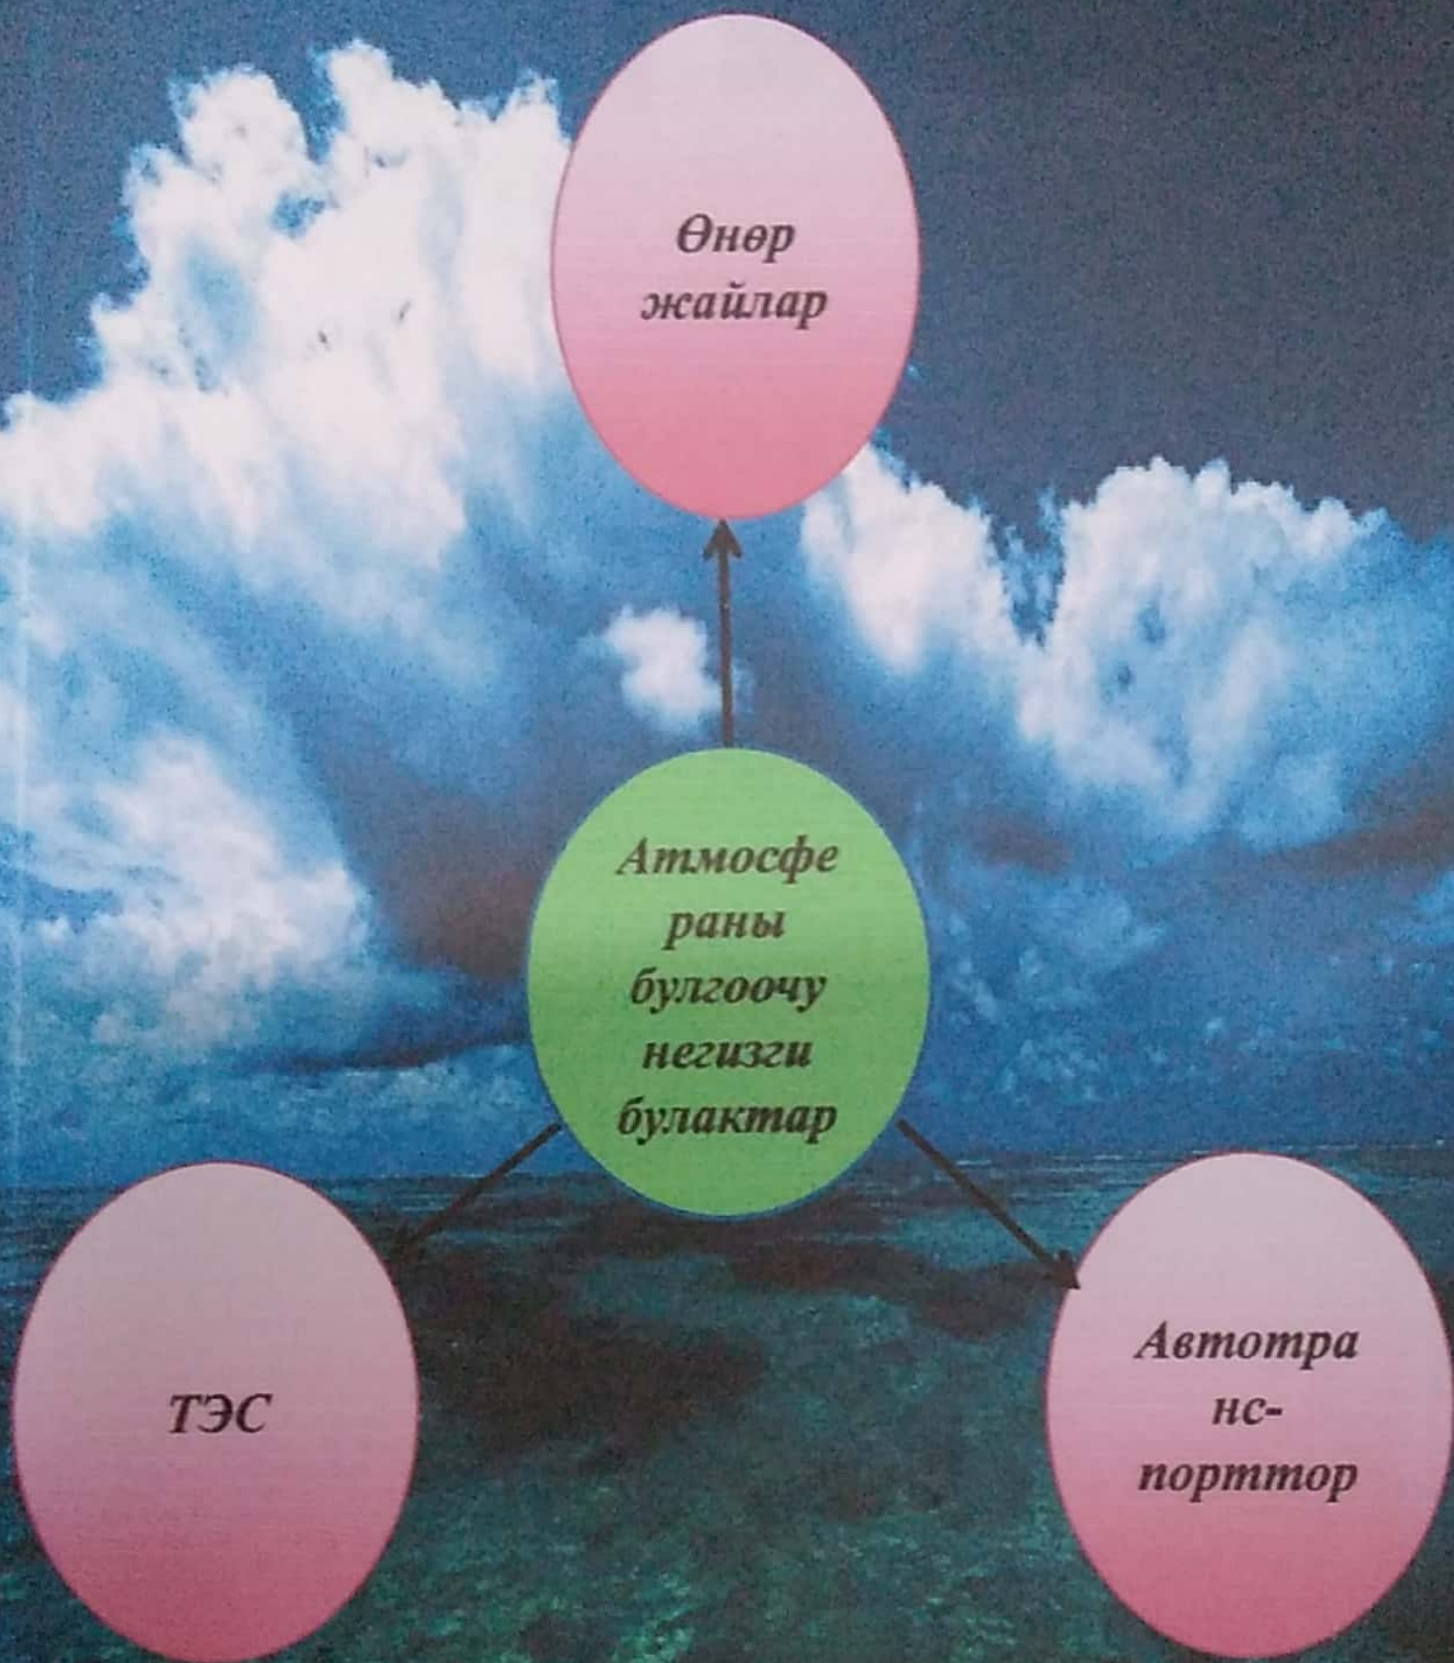 Өнөр
жайлар
Атмосфе
раны
булгоочу
негизги
булактар
ТЭС
Автотра
нс-
порттор